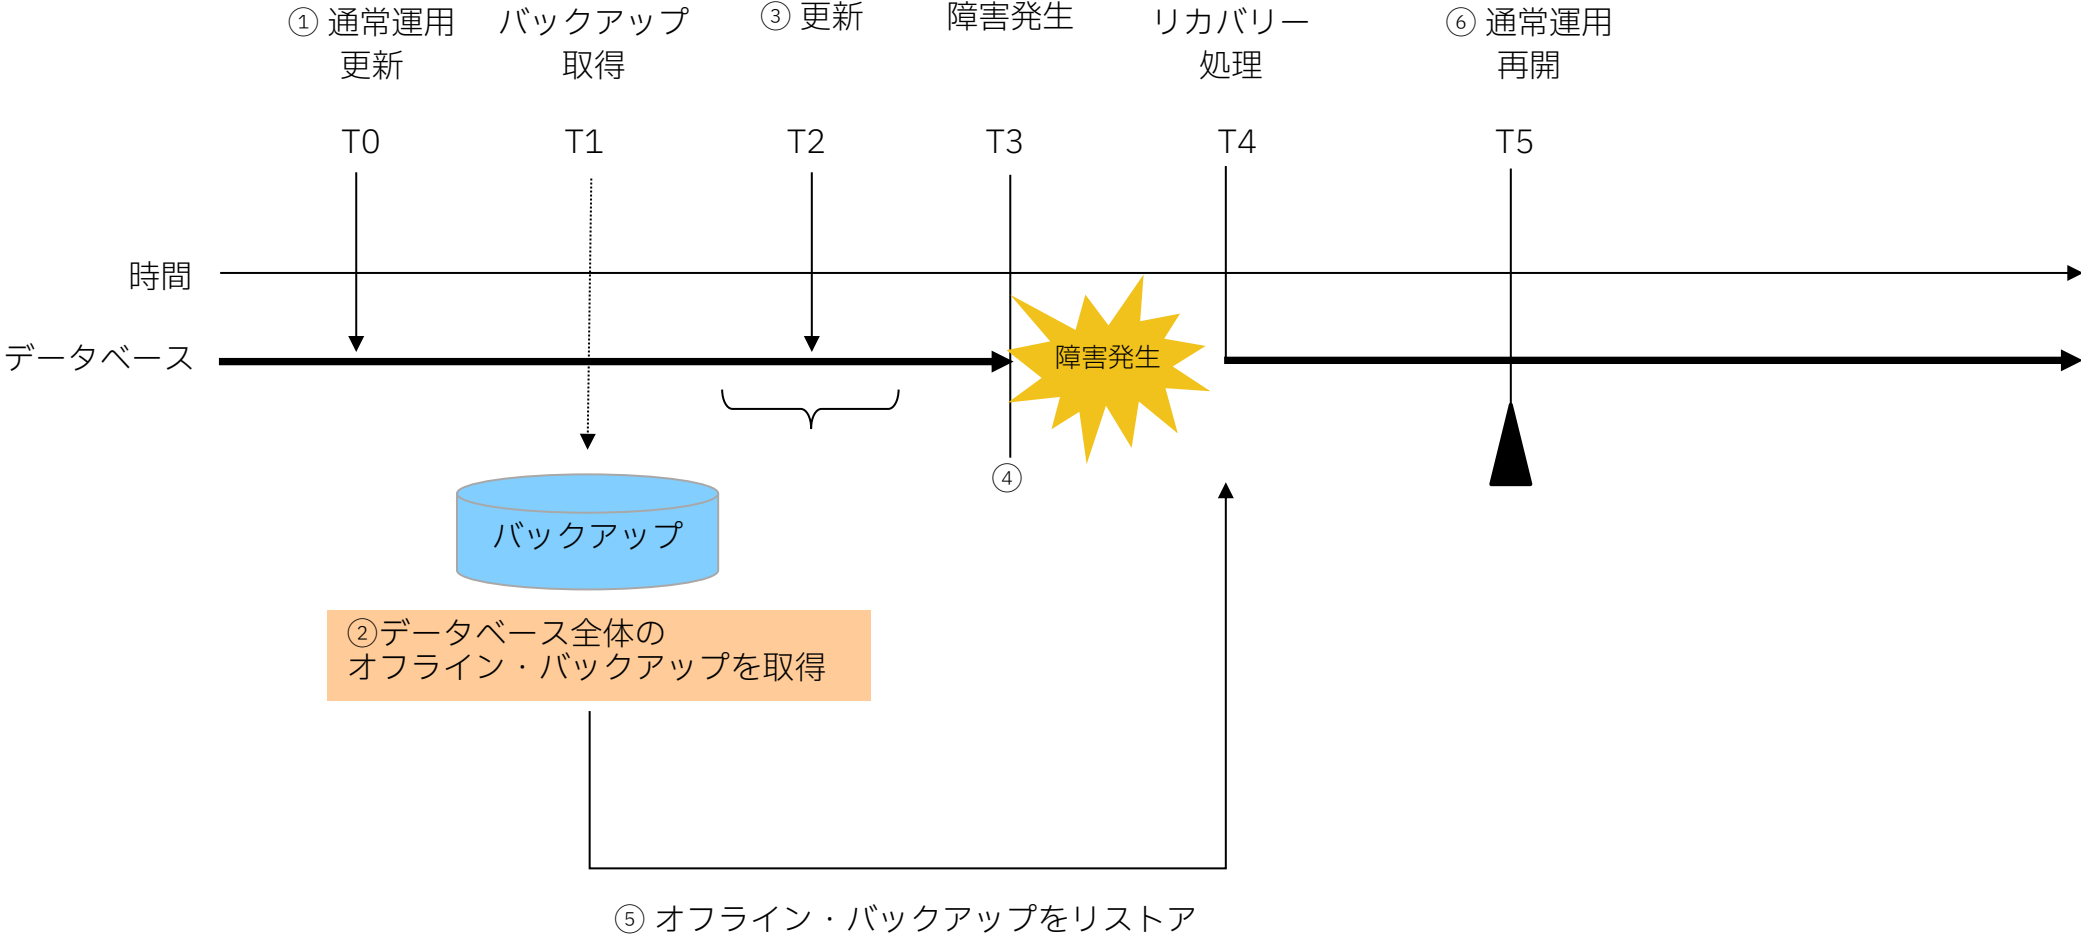 ① 通常運用
更新
バックアップ
取得
③ 更新
障害発生
リカバリー
処理
⑥ 通常運用
再開
T0
T1
T2
T3
T4
T5
時間
データベース
障害発生
④
バックアップ
②データベース全体の
オフライン・バックアップを取得
⑤ オフライン・バックアップをリストア